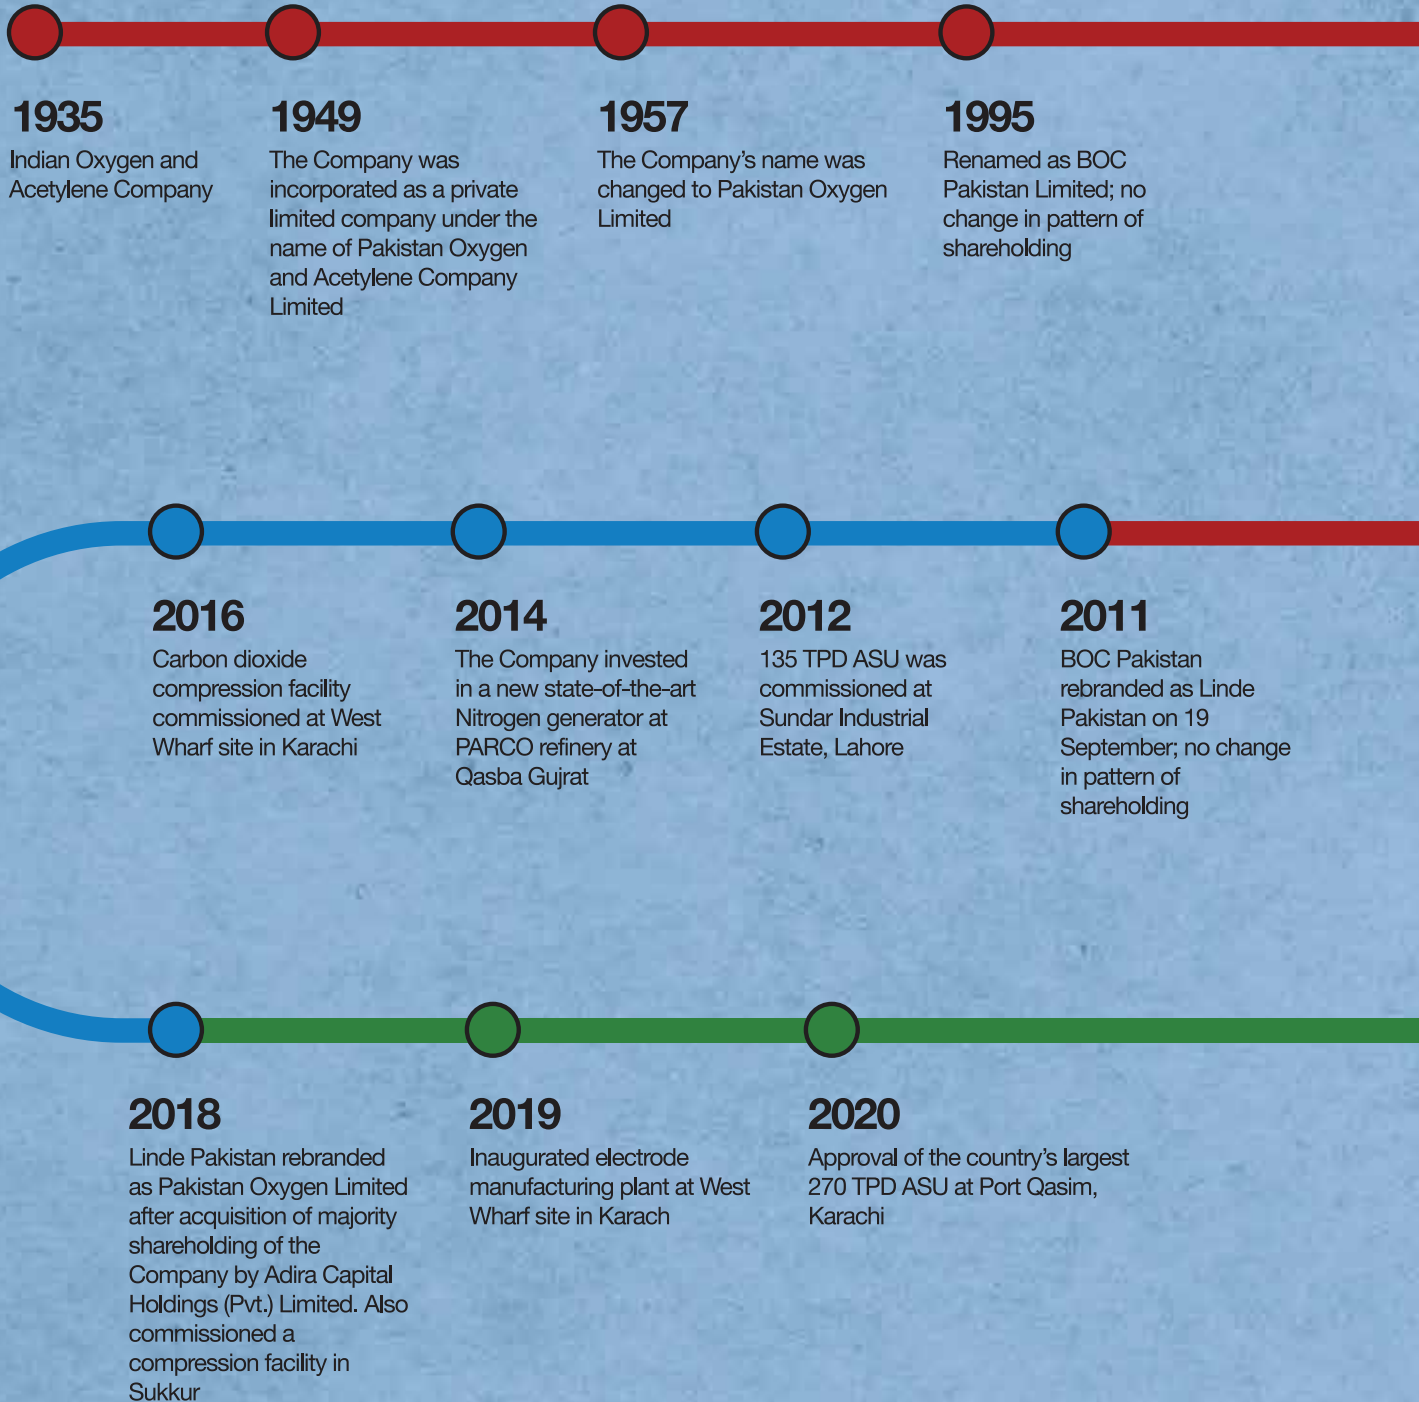 1935
Indian Oxygen and
Acetylene Company
1949
The Company was
incorporated as a private
limited company under the
name of Pakistan Oxygen
and Acetylene Company
Limited
1957
The Company's name was
changed to Pakistan Oxygen
Limited
1995
Renamed as BOC
Pakistan Limited; no
change in pattern of
shareholding
2016
Carbon dioxide
compression facility
commissioned at West
Wharf site in Karachi
2014
The Company invested
in a new state-of-the-art
Nitrogen generator at
PARCO refinery at
Qasba Gujrat
2012
135 TPD ASU was
commissioned at
Sundar Industrial
Estate, Lahore
2011
BOC Pakistan
rebranded as Linde
Pakistan on 19
September; no change
in pattern of
shareholding
2018
Linde Pakistan rebranded
as Pakistan Oxygen Limited
after acquisition of majority
shareholding of the
Company by Adira Capital
Holdings (Pvt.) Limited. Also
commissioned a
compression facility in
Sukkur
2019
Inaugurated electrode
manufacturing plant at West
Wharf site in Karach
2020
Approval of the country's largest
270 TPD ASU at Port Qasim,
Karachi